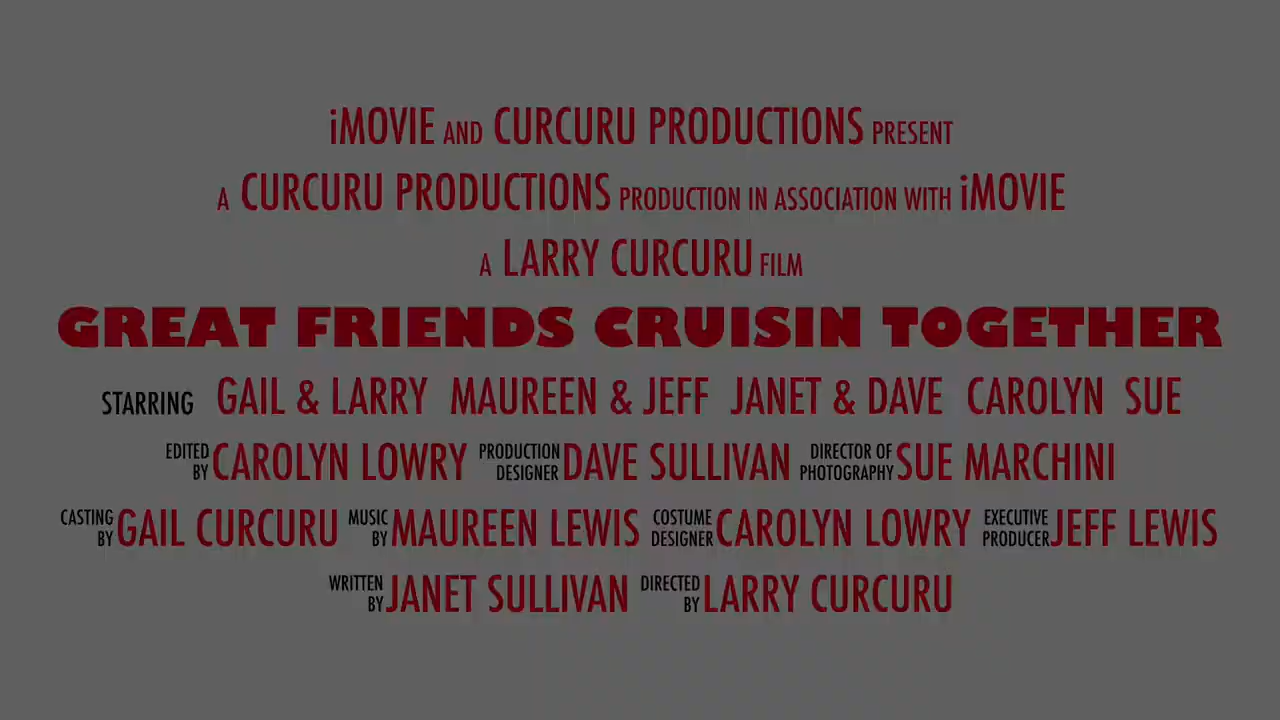 iMOVIE AND CURCURU PRODUCTIONS PRESENT
A CURCURU PRODUCTIONS PRODUCTION IN ASSOCIATION WITH iMOVIE
A LARRY CURCURU FILM
GREAT FRIENDS CRUISIN TOGETHER
STARRING GAIL & LARRY MAUREEN & JEFF JANET & DAVE CAROLYN SUE
EDITED BY CAROLYN LOWRY PRODUCTION DESIGNER DAVE SULLIVAN DIRECTOR OF PHOTOGRAPHY SUE MARCHINI
CASTING BY GAIL CURCURU MUSIC BY MAUREEN LEWIS COSTUME DESIGNER CAROLYN LOWRY EXECUTIVE PRODUCER JEFF LEWIS
WRITTEN BY JANET SULLIVAN DIRECTED BY LARRY CURCURU